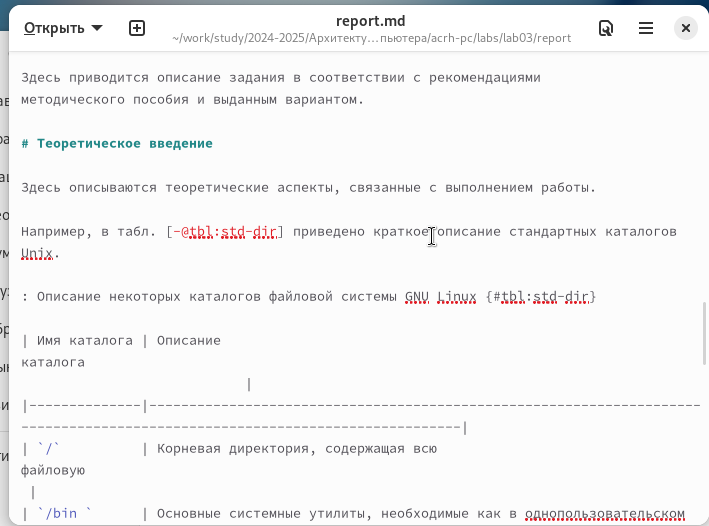 Открыть
report.md
~/work/study/2024-2025/Архитекту…пьютера/acrh-pc/labs/lab03/report
Здесь приводится описание задания в соответствии с рекомендациями
методического пособия и выданным вариантом.
# Теоретическое введение
Здесь описываются теоретические аспекты, связанные с выполнением работы.
Например, в табл. [-@tbl:std-dir] приведено краткое описание стандартных каталогов
Unix.
: Описание некоторых каталогов файловой системы GNU Linux {#tbl:std-dir}
| Имя каталога | Описание
каталога
|
|--------------|---------------------------------------------------------------------
-------------------------------------------------------|
| `/`          | Корневая директория, содержащая всю
файловую
|
| `/bin `      | Основные системные утилиты, необходимые как в однопользовательском